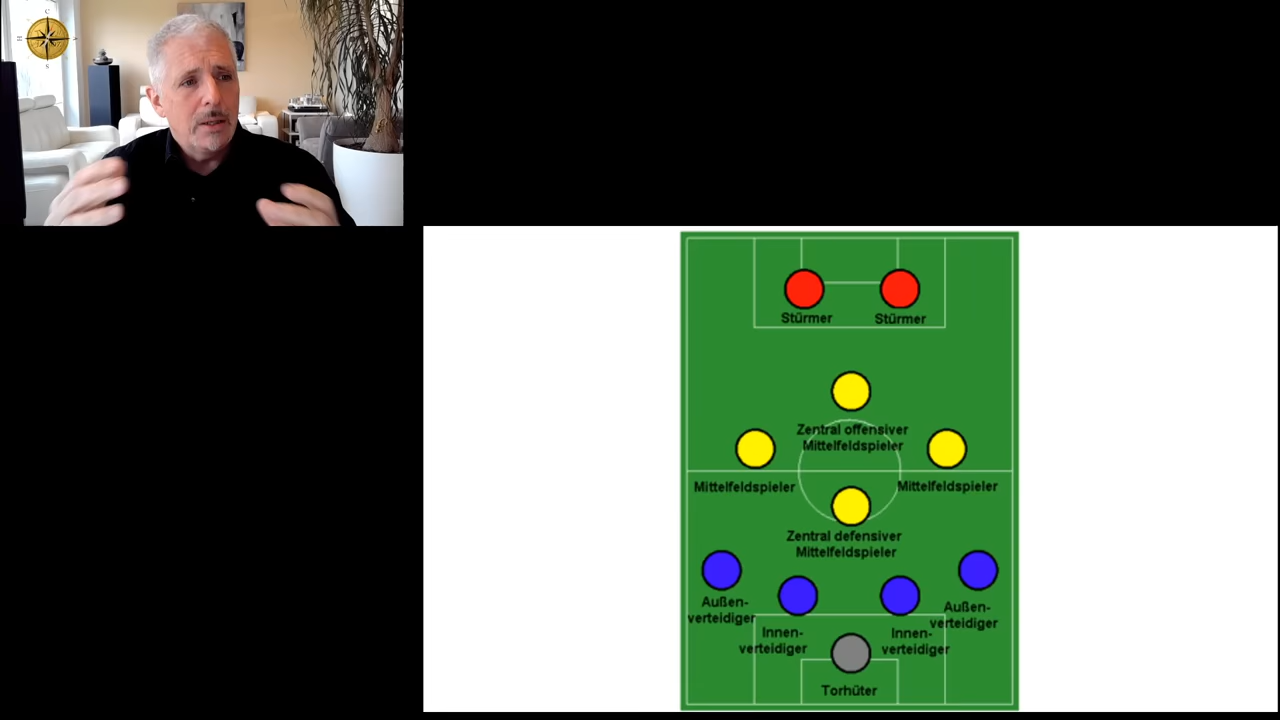 C
S
Stürmer
Stürmer
Zentral offensiver
Mittelfeldspieler
Mittelfeldspieler
Mittelfeldspieler
Zentral defensiver
Mittelfeldspieler
Außen-
verteidiger
Innen-
verteidiger
Innen-
verteidiger
Außen-
verteidiger
Torhüter